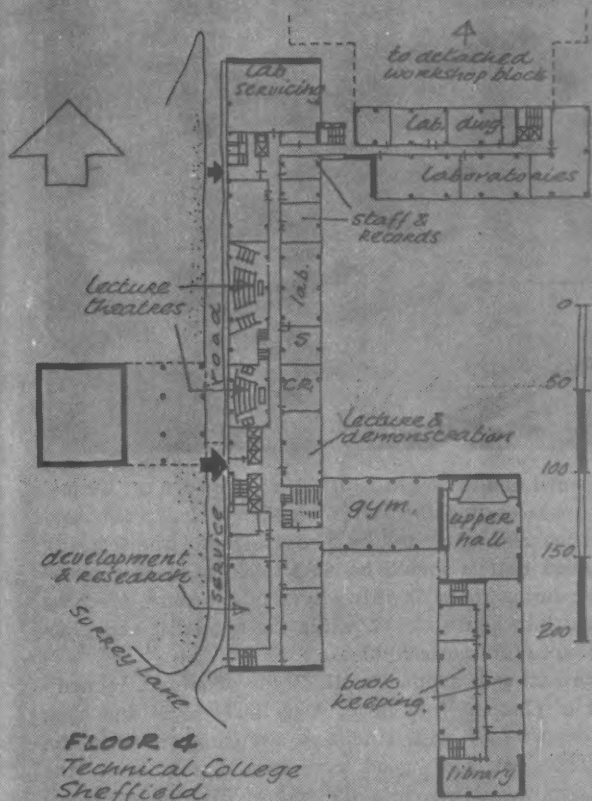 to detached
workshop block
lab.
servicing
lab. dwg.
laboratories
staff &
records
lecture
theatres
lab.
S
CR
road
lecture &
demonstration
gym.
upper
hall
development
& research
service
SURREY LANE
book
keeping.
library
0
50
100
150
200
FLOOR 4
Technical College
Sheffield